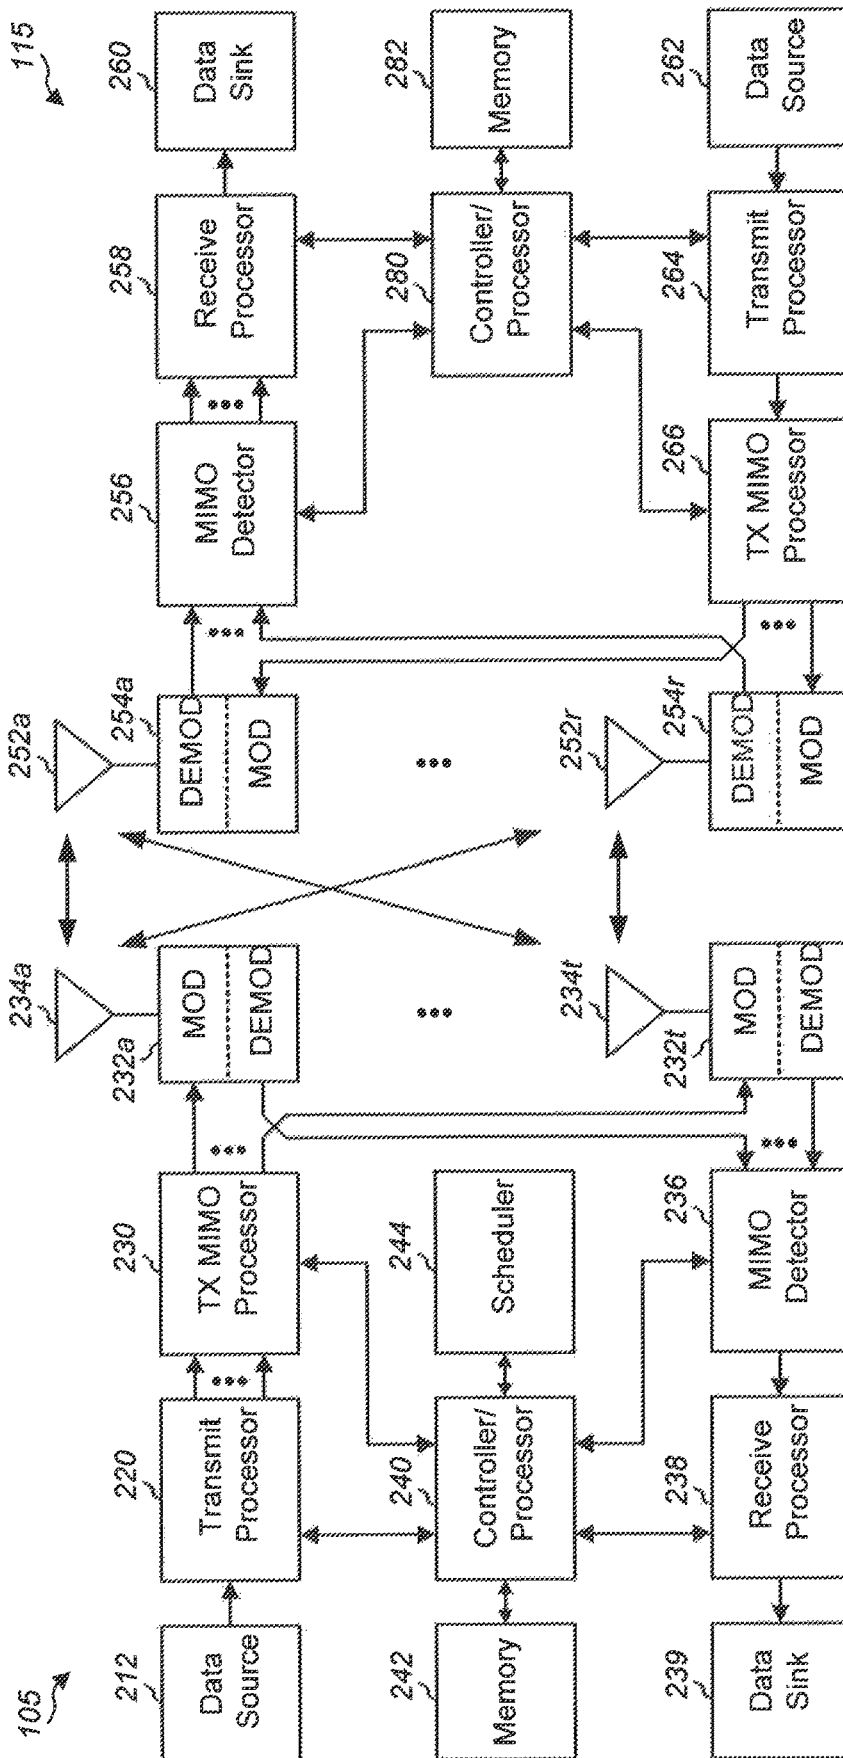 105
115
212
Data
Source
220
Transmit
Processor
230
TX MIMO
Processor
232a
MOD
DEMOD
234a
252a
254a
DEMOD
MOD
256
MIMO
Detector
258
Receive
Processor
260
Data
Sink
242
Memory
240
Controller/
Processor
244
Scheduler
280
Controller/
Processor
282
Memory
239
Data
Sink
238
Receive
Processor
236
MIMO
Detector
232t
MOD
DEMOD
234t
252r
254r
DEMOD
MOD
266
TX MIMO
Processor
264
Transmit
Processor
262
Data
Source